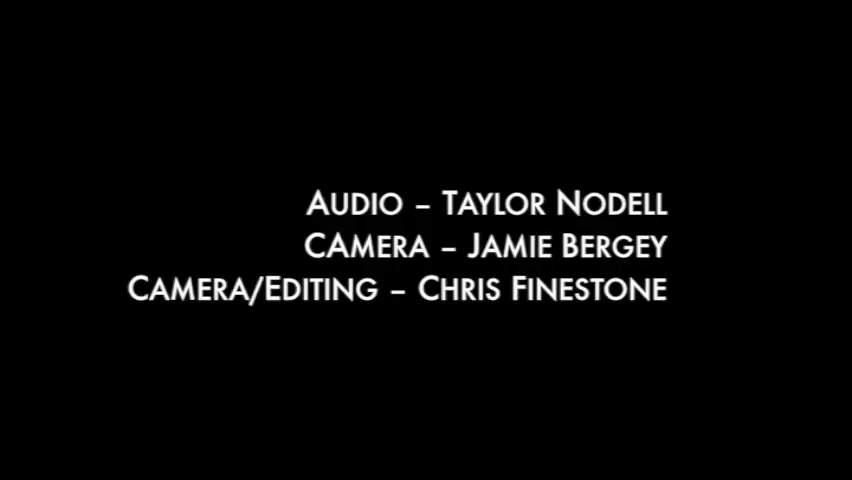 Audio – Taylor Nodell
CAmera – Jamie Bergey
Camera/Editing – Chris Finestone